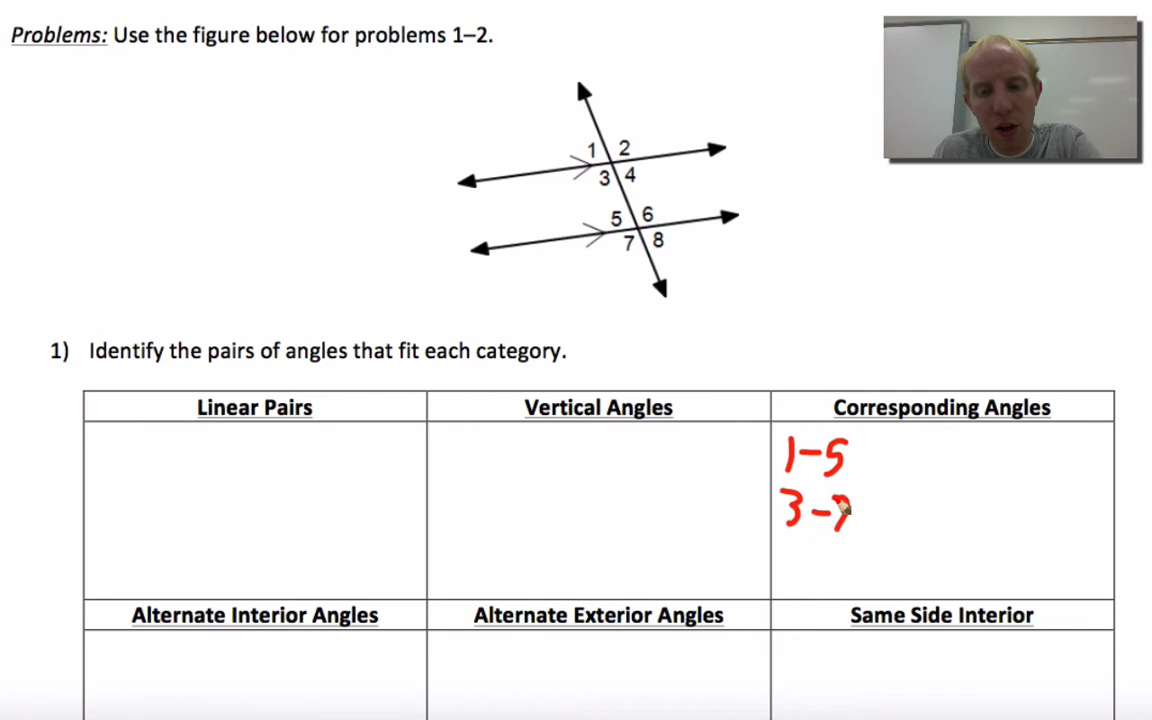 Problems: Use the figure below for problems 1–2.
1 2
3 4
5 6
7 8
1) Identify the pairs of angles that fit each category.
Linear Pairs Vertical Angles Corresponding Angles
1-5
3-7
Alternate Interior Angles Alternate Exterior Angles Same Side Interior